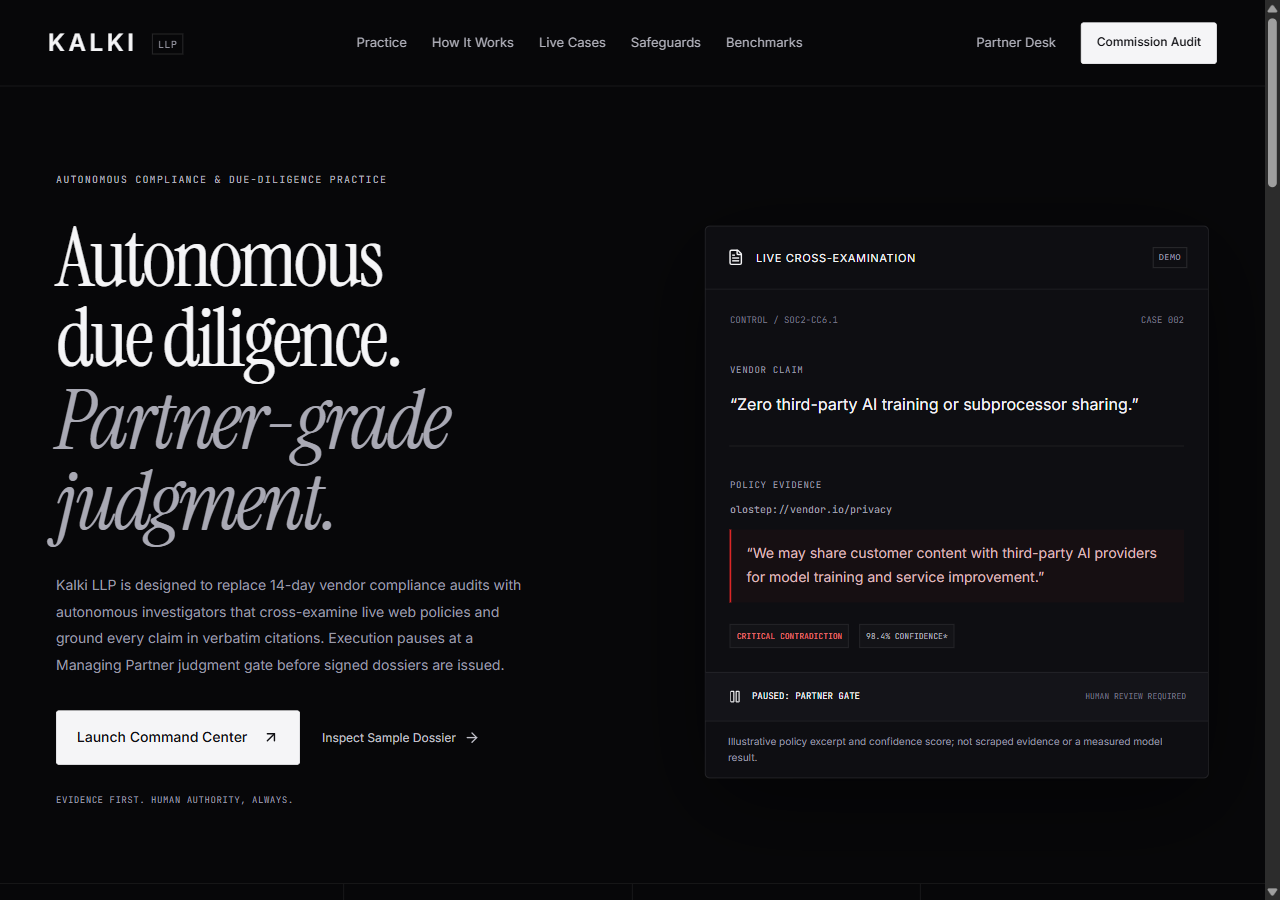 KALKI LLP
Practice How It Works Live Cases Safeguards Benchmarks
Partner Desk Commission Audit
AUTONOMOUS COMPLIANCE & DUE-DILIGENCE PRACTICE
Autonomous
due diligence.
Partner-grade
judgment.
Kalki LLP is designed to replace 14-day vendor compliance audits with
autonomous investigators that cross-examine live web policies and
ground every claim in verbatim citations. Execution pauses at a
Managing Partner judgment gate before signed dossiers are issued.
Launch Command Center
Inspect Sample Dossier
EVIDENCE FIRST. HUMAN AUTHORITY, ALWAYS.
LIVE CROSS-EXAMINATION DEMO
CONTROL / SOC2-CC6.1 CASE 002
VENDOR CLAIM
“Zero third-party AI training or subprocessor sharing.”
POLICY EVIDENCE
olostep://vendor.io/privacy
“We may share customer content with third-party AI providers
for model training and service improvement.”
CRITICAL CONTRADICTION 98.4% CONFIDENCE*
PAUSED: PARTNER GATE HUMAN REVIEW REQUIRED
Illustrative policy excerpt and confidence score; not scraped evidence or a measured model
result.